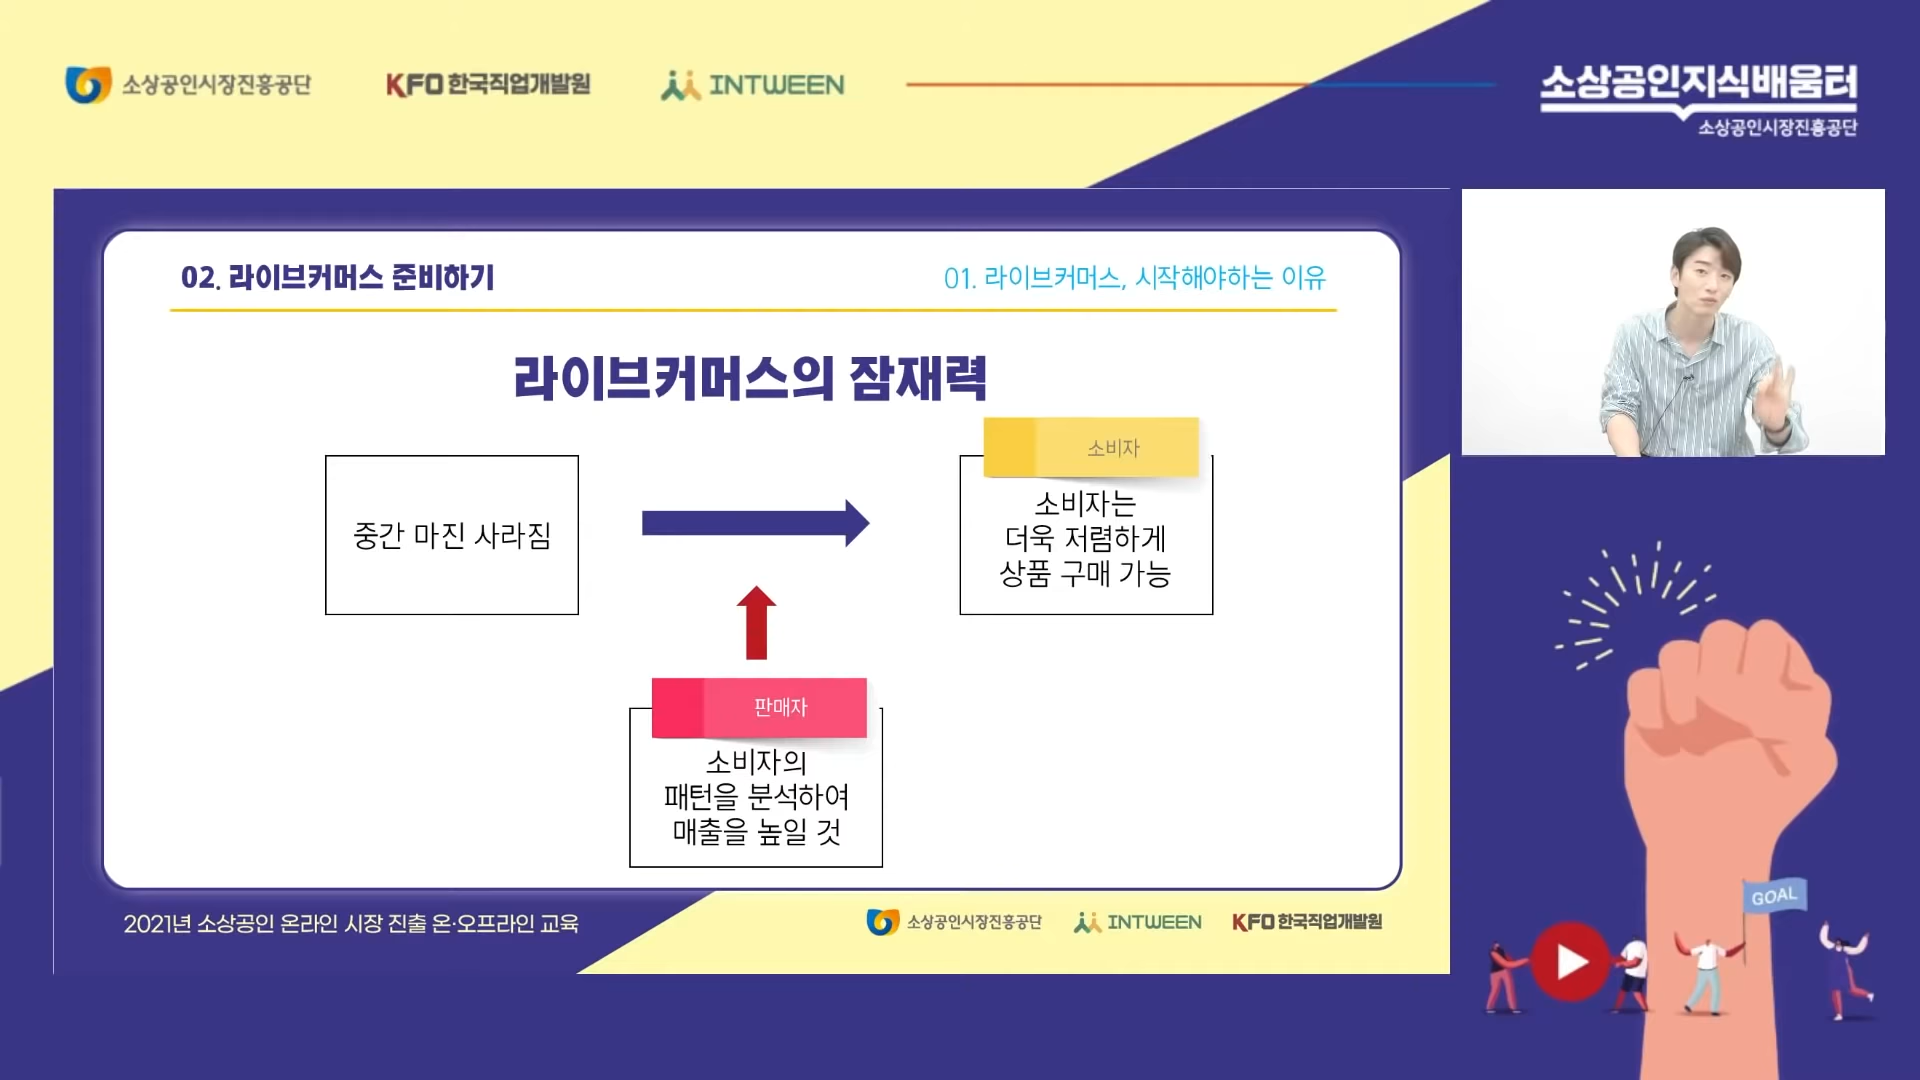 소상공인시장진흥공단
KFO 한국직업개발원
INTWEEN
소상공인지식배움터
소상공인시장진흥공단
02. 라이브커머스 준비하기
01. 라이브커머스, 시작해야하는 이유
라이브커머스의 잠재력
중간 마진 사라짐
소비자
소비자는
더욱 저렴하게
상품 구매 가능
판매자
소비자의
패턴을 분석하여
매출을 높일 것
2021년 소상공인 온라인 시장 진출 온·오프라인 교육
소상공인시장진흥공단
INTWEEN
KFO 한국직업개발원
GOAL